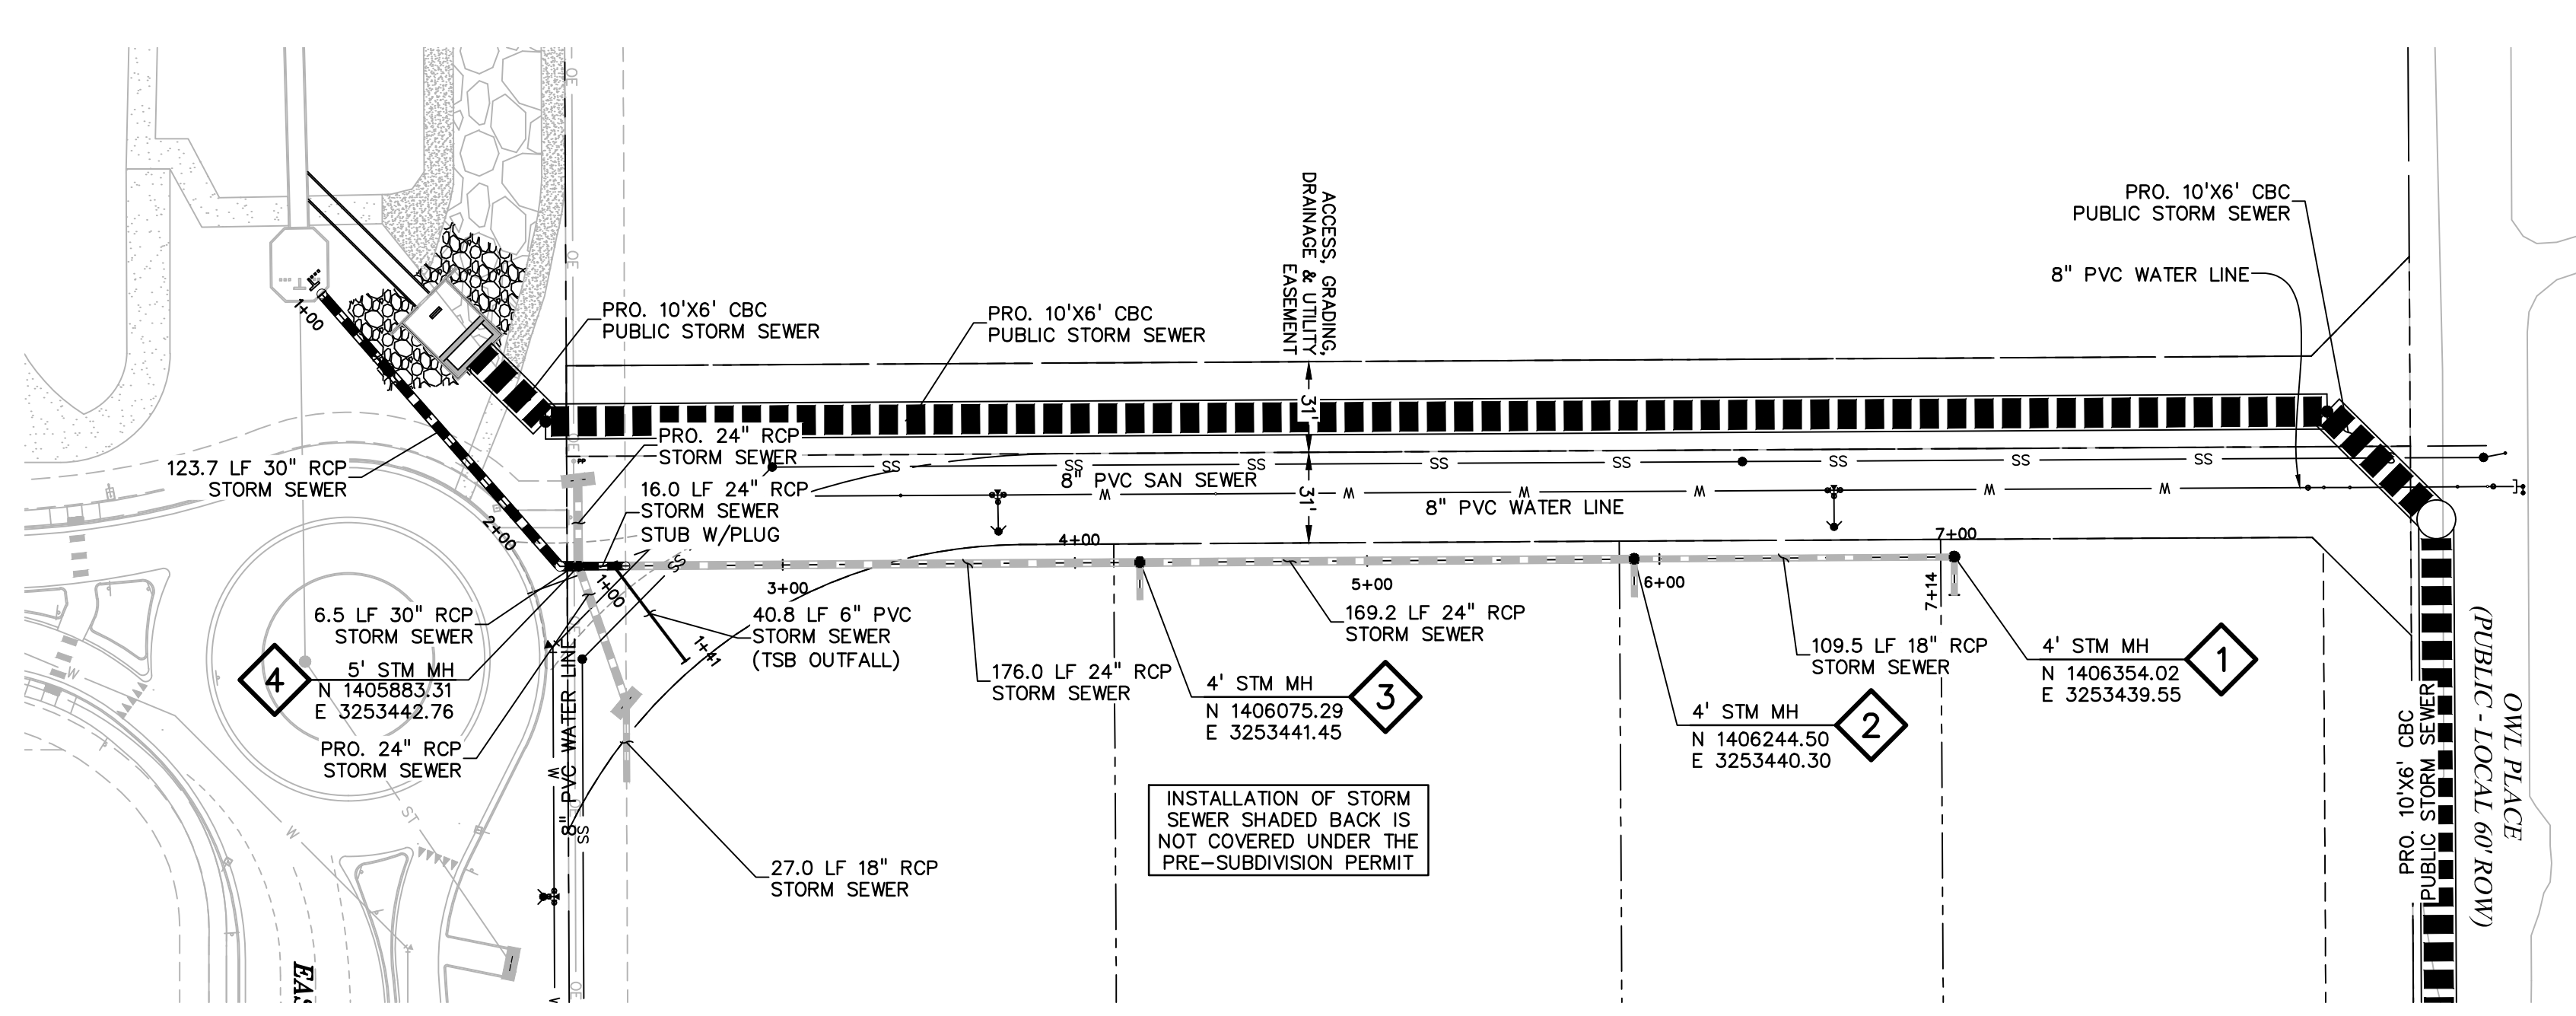 ACCESS, GRADING,
DRAINAGE & UTILITY
EASEMENT
31'
31'
PRO. 10'X6' CBC
PUBLIC STORM SEWER
8" PVC WATER LINE
PRO. 10'X6' CBC
PUBLIC STORM SEWER
PRO. 10'X6' CBC
PUBLIC STORM SEWER
1+00
123.7 LF 30" RCP
STORM SEWER
2+00
PRO. 24" RCP
STORM SEWER
16.0 LF 24" RCP
STORM SEWER
STUB W/PLUG
SS
SS
SS
SS
SS
SS
SS
SS
8" PVC SAN SEWER
W
W
W
W
W
W
8" PVC WATER LINE
SS
1+00
3+00
4+00
5+00
6+00
7+00
7+14
6.5 LF 30" RCP
STORM SEWER
40.8 LF 6" PVC
STORM SEWER
(TSB OUTFALL)
1+41
4
5' STM MH
N 1405883.31
E 3253442.76
PRO. 24" RCP
STORM SEWER
8" PVC WATER LINE
W
SS
176.0 LF 24" RCP
STORM SEWER
169.2 LF 24" RCP
STORM SEWER
109.5 LF 18" RCP
STORM SEWER
4' STM MH
N 1406075.29
E 3253441.45
3
4' STM MH
N 1406244.50
E 3253440.30
2
4' STM MH
N 1406354.02
E 3253439.55
1
27.0 LF 18" RCP
STORM SEWER
INSTALLATION OF STORM
SEWER SHADED BACK IS
NOT COVERED UNDER THE
PRE-SUBDIVISION PERMIT
PRO. 10'X6' CBC
PUBLIC STORM SEWER
OWL PLACE
(PUBLIC - LOCAL 60' ROW)
W
W
ST
OE
OE
OE
EAS